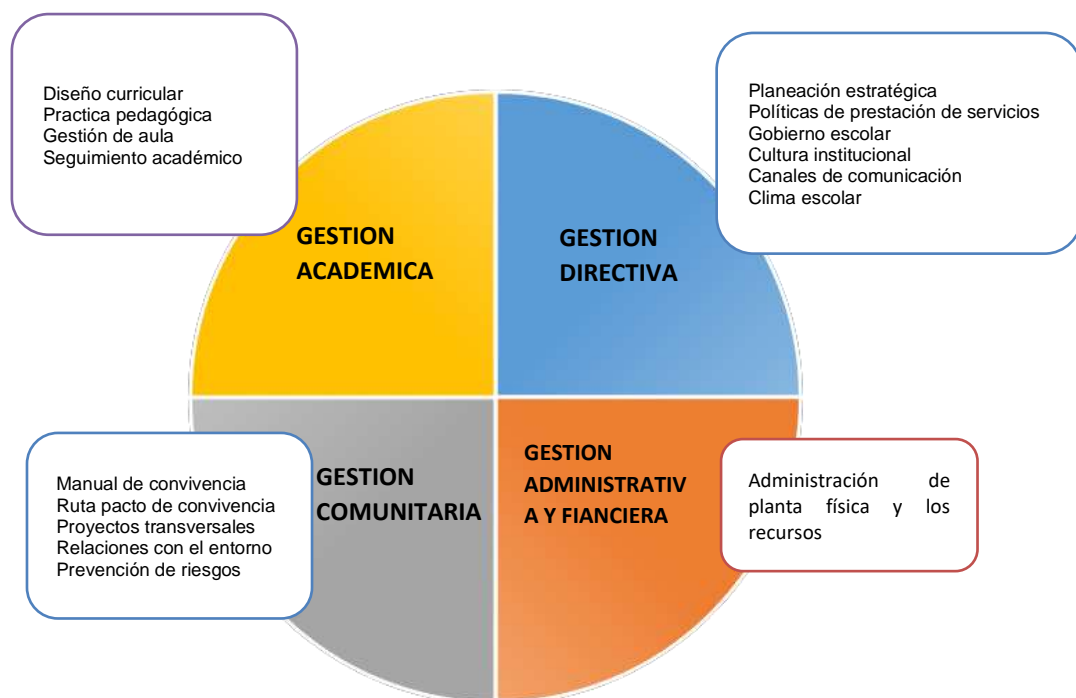 Diseño curricular
Practica pedagógica
Gestión de aula
Seguimiento académico
Planeación estratégica
Políticas de prestación de servicios
Gobierno escolar
Cultura institucional
Canales de comunicación
Clima escolar
GESTION
ACADEMICA
GESTION
DIRECTIVA
Manual de convivencia
Ruta pacto de convivencia
Proyectos transversales
Relaciones con el entorno
Prevención de riesgos
GESTION
COMUNITARIA
GESTION
ADMINISTRATIV
A Y FIANCIERA
Administración de
planta física y los
recursos